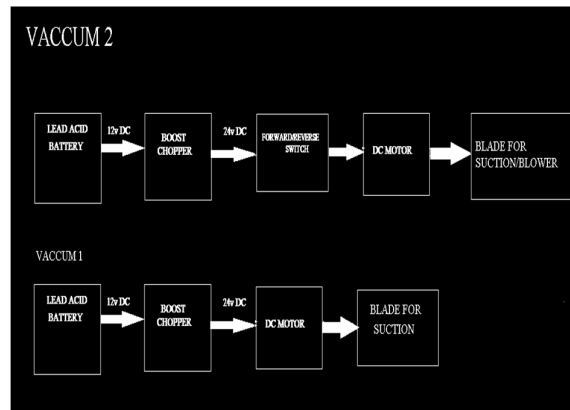 VACCUM 2
LEAD ACID
BATTERY
12v DC
BOOST
CHOPPER
24v DC
FORWARD/REVERSE
SWITCH
DC MOTOR
BLADE FOR
SUCTION/BLOWER
VACCUM 1
LEAD ACID
BATTERY
12v DC
BOOST
CHOPPER
24v DC
DC MOTOR
BLADE FOR
SUCTION